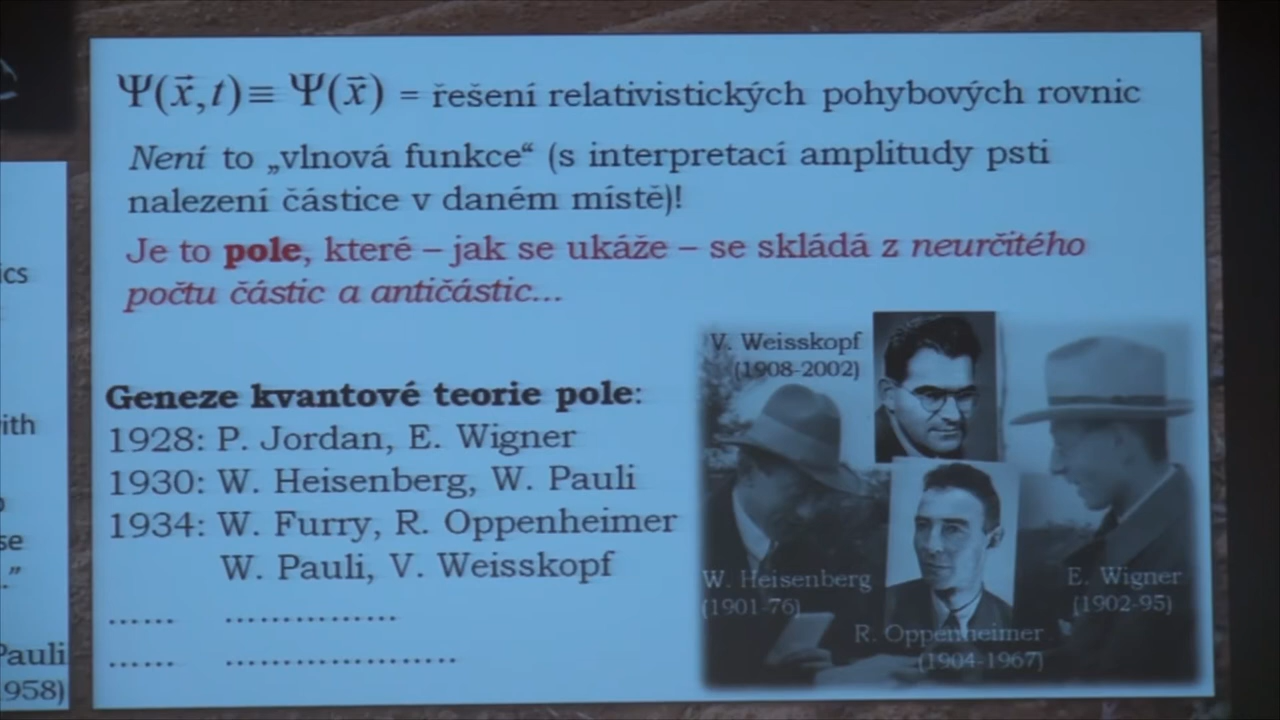 Ψ(x⃗,t)≡ Ψ(x⃗) = řešení relativistických pohybových rovnic
Není to „vlnová funkce“ (s interpretací amplitudy psti
nalezení částice v daném místě)!
Je to pole, které – jak se ukáže – se skládá z neurčitého
počtu částic a antičástic...
Geneze kvantové teorie pole:
1928: P. Jordan, E. Wigner
1930: W. Heisenberg, W. Pauli
1934: W. Furry, R. Oppenheimer
W. Pauli, V. Weisskopf
...... ...............
...... ....................
V. Weisskopf
(1908-2002)
W. Heisenberg
(1901-76)
E. Wigner
(1902-95)
R. Oppenheimer
(1904-1967)
ics
ith
se
.”
Pauli
958)